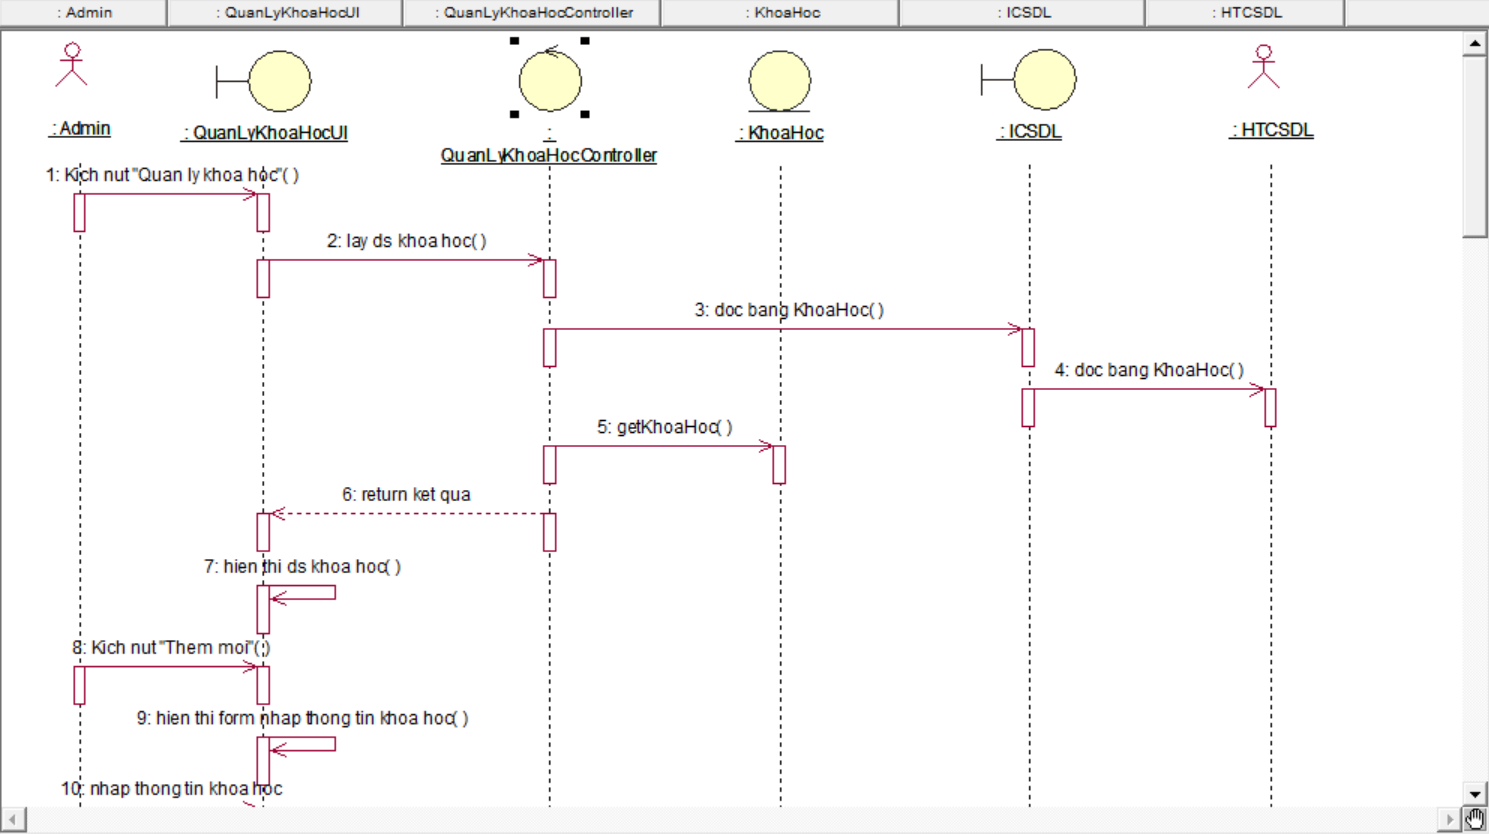 : Admin
: QuanLyKhoaHocUI
: QuanLyKhoaHocController
: KhoaHoc
: ICSDL
: HTCSDL
: Admin
: QuanLyKhoaHocUI
:
QuanLyKhoaHocController
: KhoaHoc
: ICSDL
: HTCSDL
1: Kich nut "Quan ly khoa hoc"( )
2: lay ds khoa hoc( )
3: doc bang KhoaHoc( )
4: doc bang KhoaHoc( )
5: getKhoaHoc( )
6: return ket qua
7: hien thi ds khoa hoc( )
8: Kich nut "Them moi"( )
9: hien thi form nhap thong tin khoa hoc( )
10: nhap thong tin khoa hoc